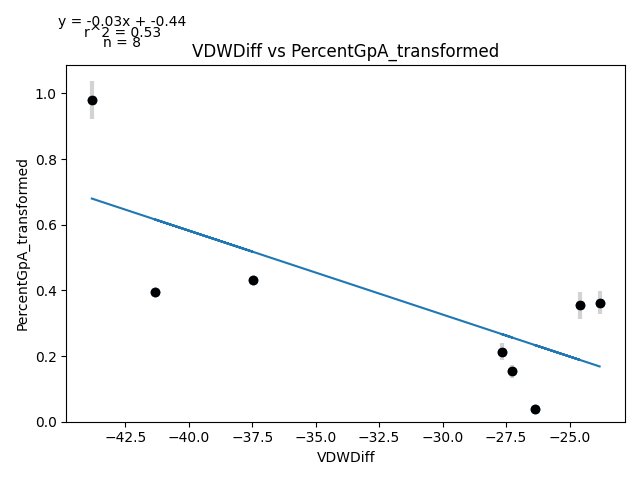 y = -0.03x + -0.44
r^2 = 0.53
n = 8
VDWDiff vs PercentGpA_transformed
PercentGpA_transformed
1.0
0.8
0.6
0.4
0.2
0.0
−42.5 −40.0 −37.5 −35.0 −32.5 −30.0 −27.5 −25.0
VDWDiff